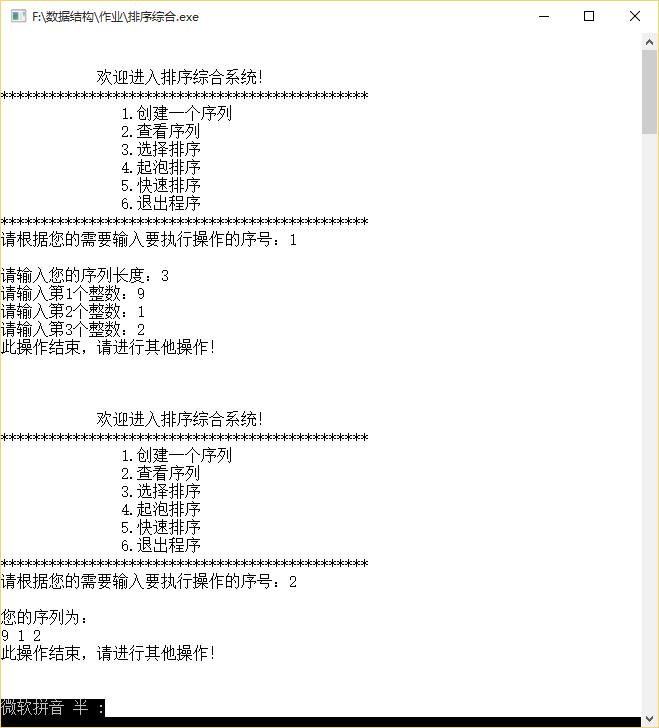 F:\数据结构\作业\排序综合.exe
欢迎进入排序综合系统!
**********************************************
1.创建一个序列
2.查看序列
3.选择排序
4.起泡排序
5.快速排序
6.退出程序
**********************************************
请根据您的需要输入要执行操作的序号：1
请输入您的序列长度：3
请输入第1个整数：9
请输入第2个整数：1
请输入第3个整数：2
此操作结束，请进行其他操作!
欢迎进入排序综合系统!
**********************************************
1.创建一个序列
2.查看序列
3.选择排序
4.起泡排序
5.快速排序
6.退出程序
**********************************************
请根据您的需要输入要执行操作的序号：2
您的序列为：
9 1 2
此操作结束，请进行其他操作!
微软拼音 半 :